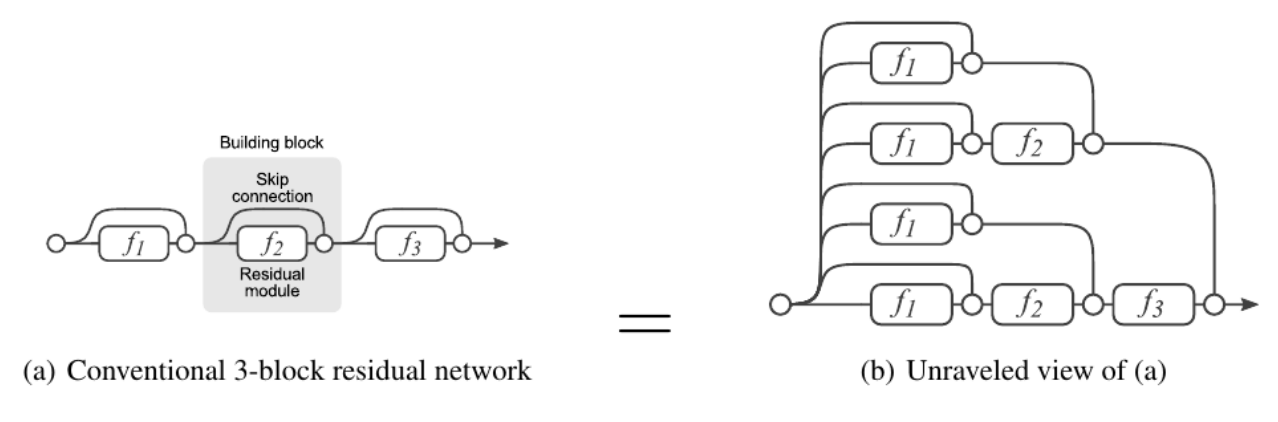 Building block
Skip
connection
f1 f2 f3
Residual
module
(a) Conventional 3-block residual network
=
f1
f1 f2
f1
f1 f2 f3
(b) Unraveled view of (a)